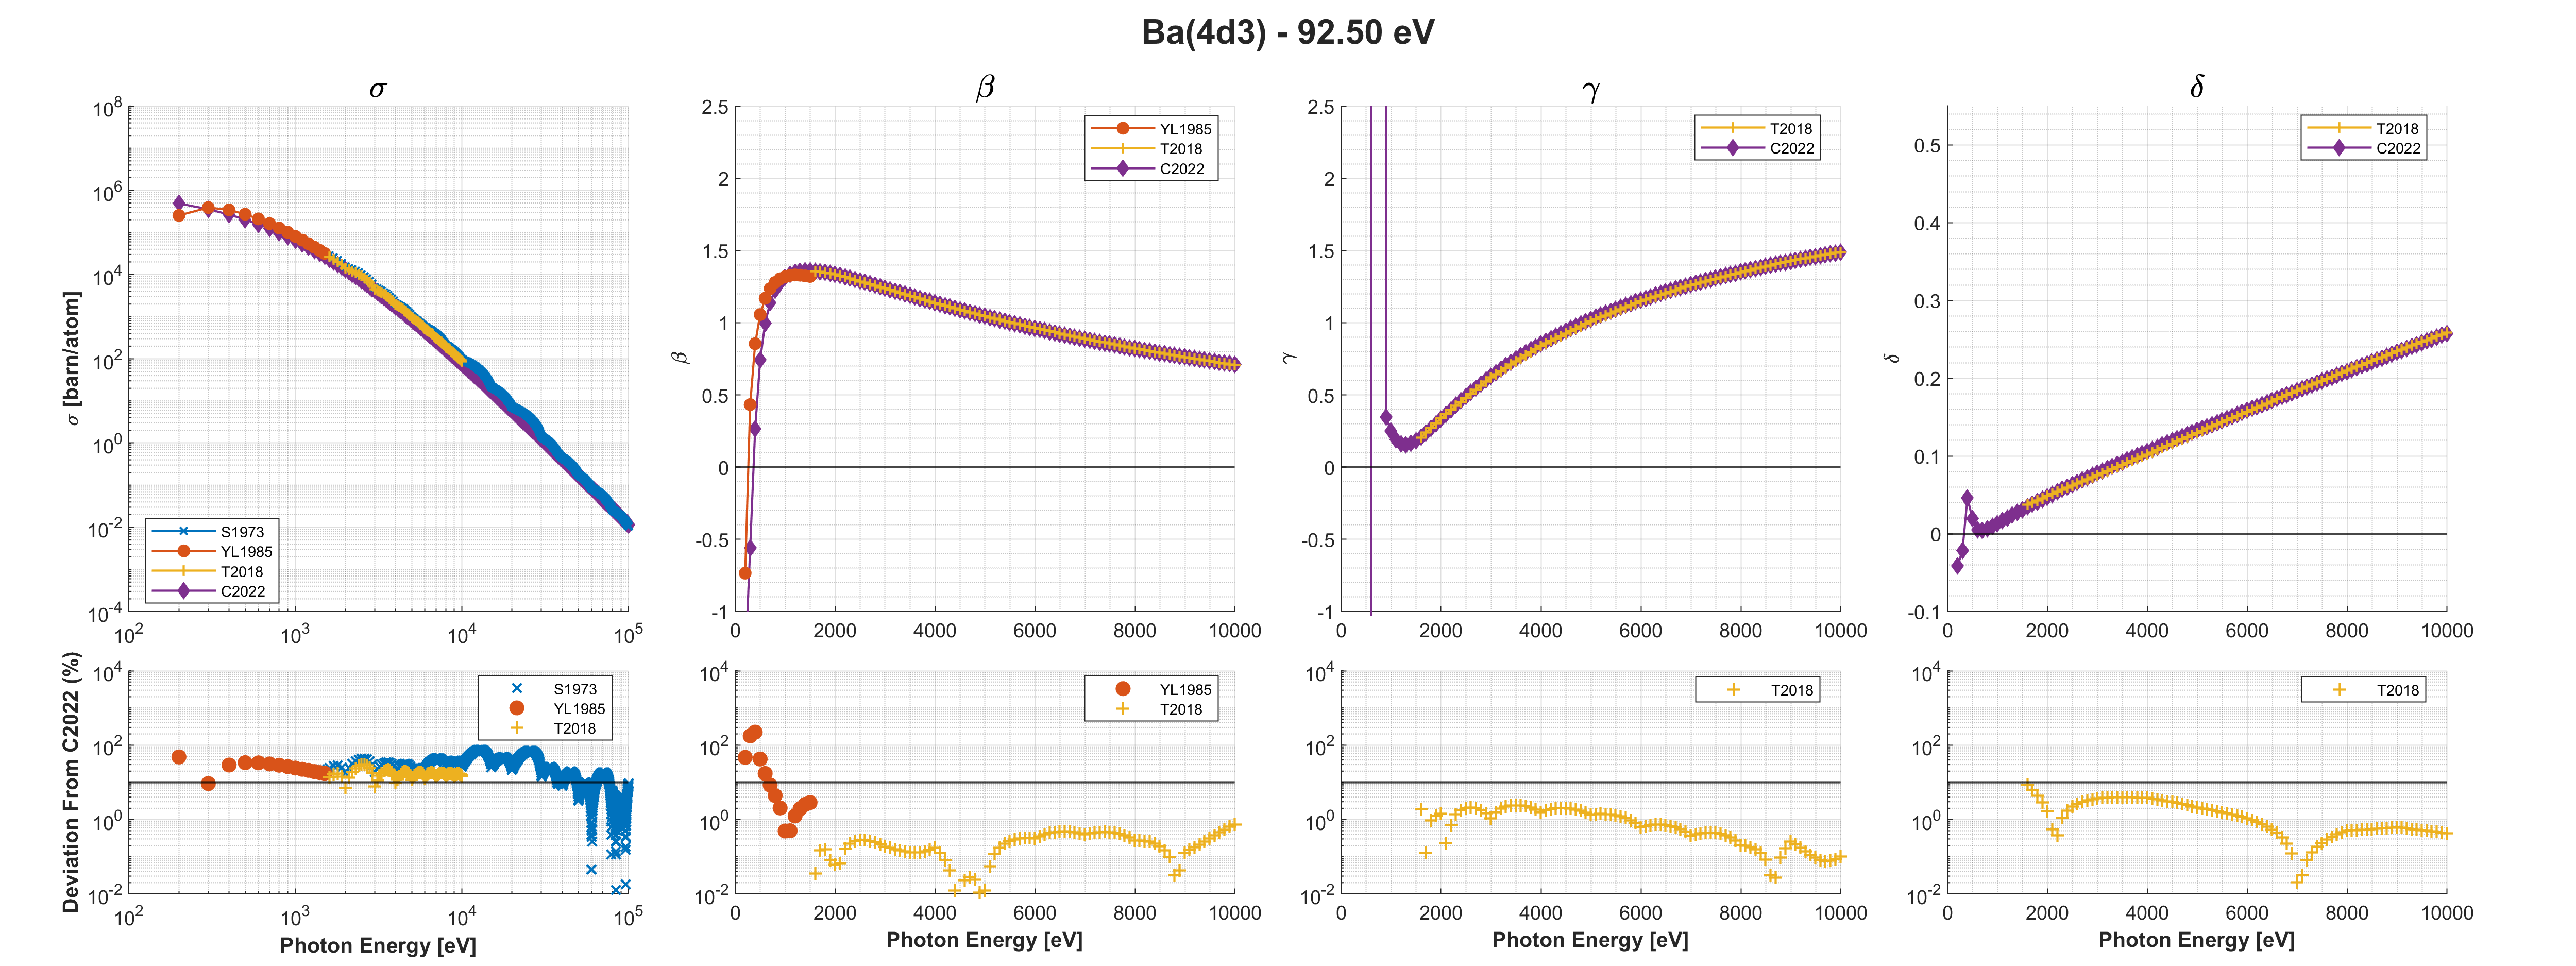 Ba(4d3) - 92.50 eV
σ
σ [barn/atom]
10^8
10^6
10^4
10^2
10^0
10^-2
10^-4
10^2
10^3
10^4
10^5
S1973
YL1985
T2018
C2022
β
β
2.5
2
1.5
1
0.5
0
-0.5
-1
0
2000
4000
6000
8000
10000
YL1985
T2018
C2022
γ
γ
2.5
2
1.5
1
0.5
0
-0.5
-1
0
2000
4000
6000
8000
10000
T2018
C2022
δ
δ
0.5
0.4
0.3
0.2
0.1
0
-0.1
0
2000
4000
6000
8000
10000
T2018
C2022
Deviation From C2022 (%)
10^4
10^2
10^0
10^-2
10^2
10^3
10^4
10^5
S1973
YL1985
T2018
Photon Energy [eV]
10^4
10^2
10^0
10^-2
0
2000
4000
6000
8000
10000
YL1985
T2018
Photon Energy [eV]
10^4
10^2
10^0
10^-2
0
2000
4000
6000
8000
10000
T2018
Photon Energy [eV]
10^4
10^2
10^0
10^-2
0
2000
4000
6000
8000
10000
T2018
Photon Energy [eV]